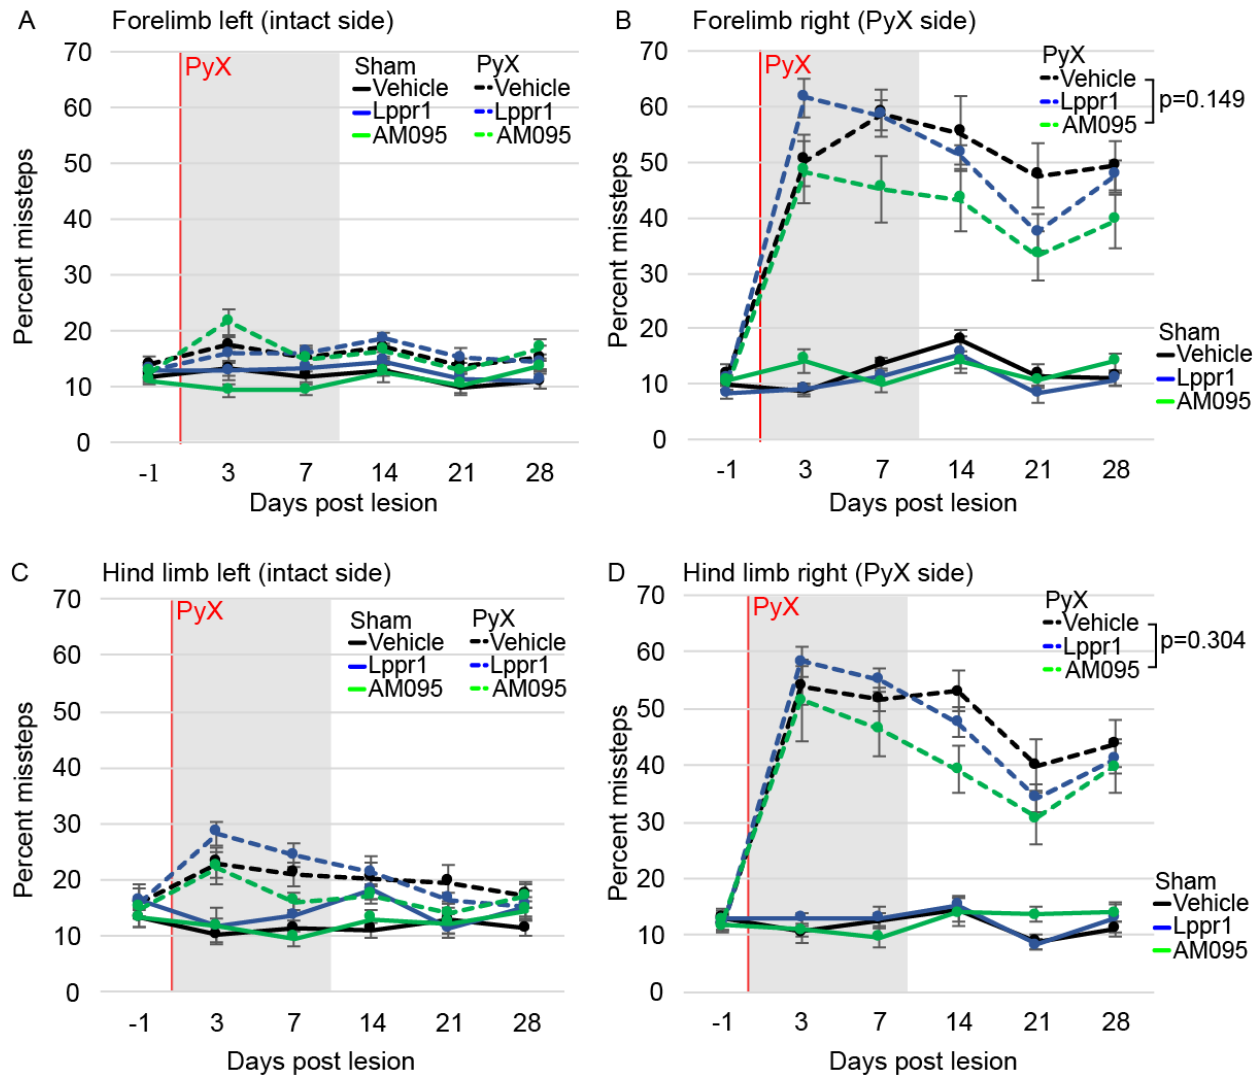 A Forelimb left (intact side)
70
60
50
40
30
20
10
0
Percent missteps
PyX
Sham PyX
Vehicle Vehicle
Lppr1 Lppr1
AM095 AM095
-1 3 7 14 21 28
Days post lesion
B Forelimb right (PyX side)
70
60
50
40
30
20
10
0
Percent missteps
PyX
PyX
Vehicle
Lppr1
AM095
p=0.149
Sham
Vehicle
Lppr1
AM095
-1 3 7 14 21 28
Days post lesion
C Hind limb left (intact side)
70
60
50
40
30
20
10
0
Percent missteps
PyX
Sham PyX
Vehicle Vehicle
Lppr1 Lppr1
AM095 AM095
-1 3 7 14 21 28
Days post lesion
D Hind limb right (PyX side)
70
60
50
40
30
20
10
0
Percent missteps
PyX
PyX
Vehicle
Lppr1
AM095
p=0.304
Sham
Vehicle
Lppr1
AM095
-1 3 7 14 21 28
Days post lesion